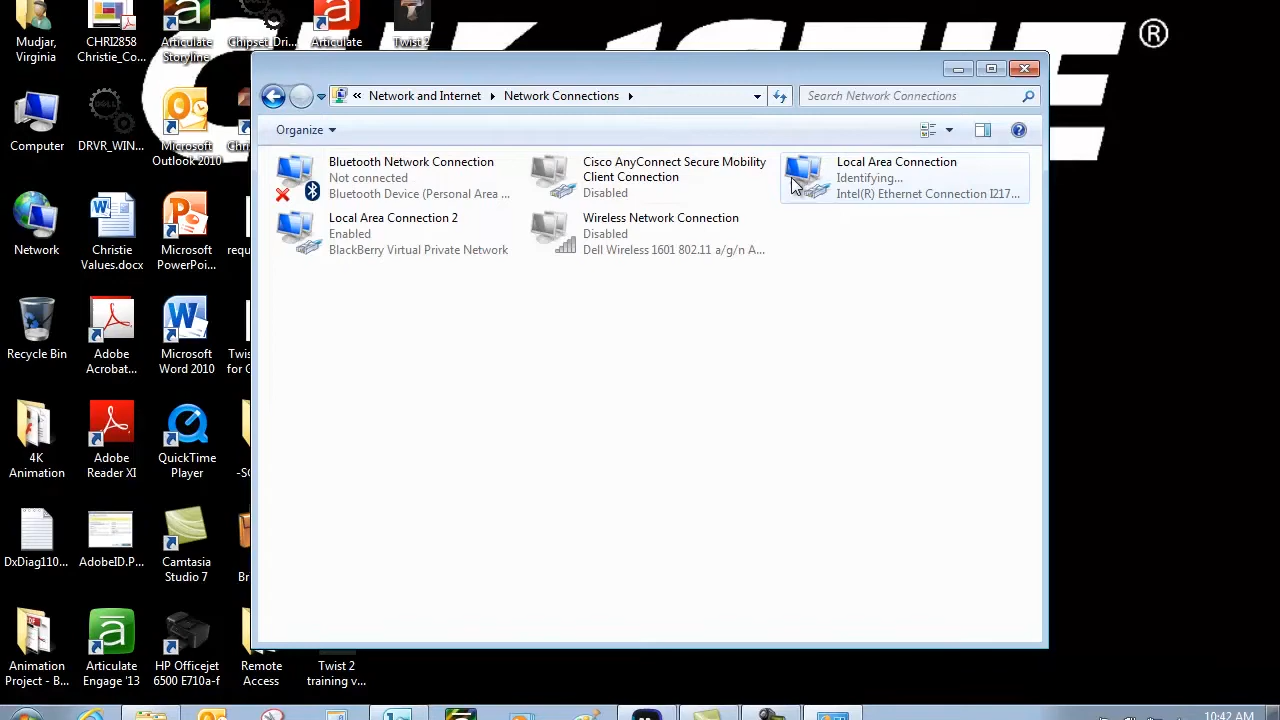 Mudjar,
Virginia
CHRI2858
Christie_Co...
Articulate
Storyline
Chipset_Dri...
Articulate
Twist 2
®
Computer
DRVR_WIN...
Microsoft
Outlook 2010
Network
Christie
Values.docx
Microsoft
PowerPoi...
Recycle Bin
Adobe
Acrobat...
Microsoft
Word 2010
4K
Animation
Adobe
Reader XI
QuickTime
Player
DxDiag110...
AdobeID.P...
Camtasia
Studio 7
Animation
Project - B...
Articulate
Engage '13
HP Officejet
6500 E710a-f
Remote
Access
Twist 2
training v...
« Network and Internet Network Connections
Search Network Connections
Organize
Bluetooth Network Connection
Not connected
Bluetooth Device (Personal Area ...
Cisco AnyConnect Secure Mobility
Client Connection
Disabled
Local Area Connection
Identifying...
Intel(R) Ethernet Connection I217...
Local Area Connection 2
Enabled
BlackBerry Virtual Private Network
Wireless Network Connection
Disabled
Dell Wireless 1601 802.11 a/g/n A...
10:42 AM